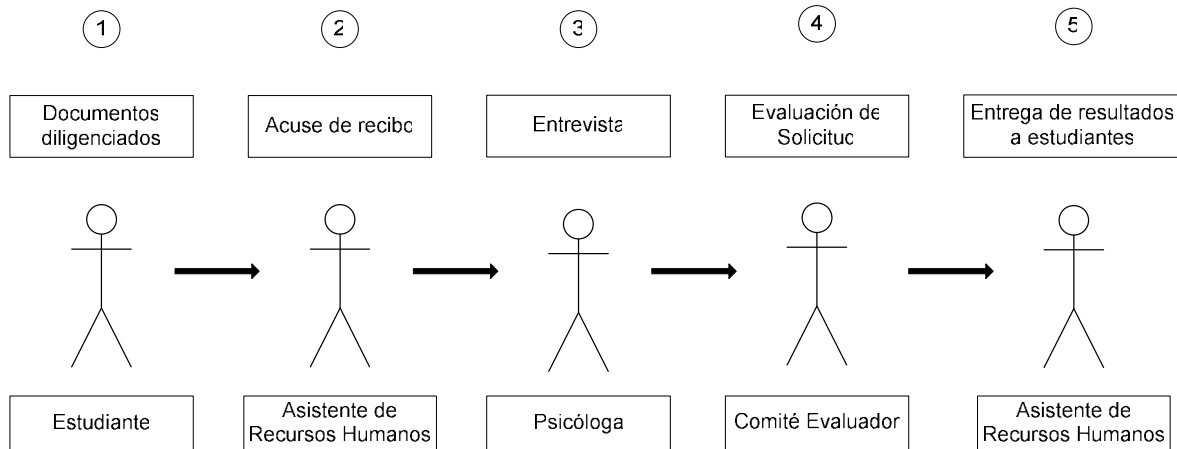 1
2
3
4
5
Documentos
diligenciados
Acuse de recibo
Entrevista
Evaluación de
Solicitud
Entrega de resultados
a estudiantes
Estudiante
Asistente de
Recursos Humanos
Psicóloga
Comité Evaluador
Asistente de
Recursos Humanos